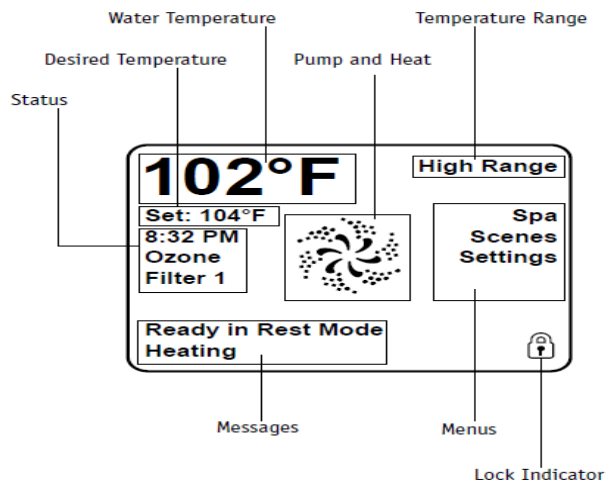 Water Temperature
Temperature Range
Desired Temperature
Pump and Heat
Status
102°F
High Range
Set: 104°F
8:32 PM
Ozone
Filter 1
Spa
Scenes
Settings
Ready in Rest Mode
Heating
Messages
Menus
Lock Indicator